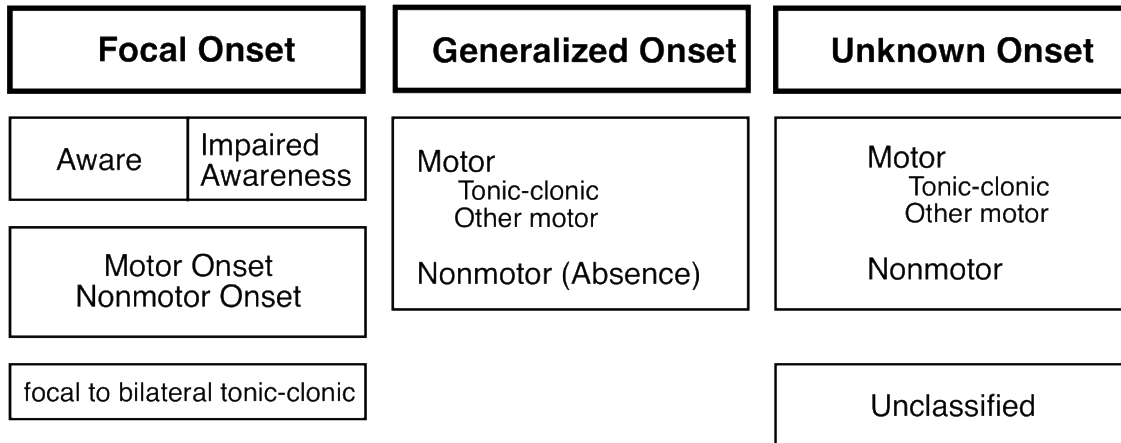 Focal Onset
Generalized Onset
Unknown Onset
Aware
Impaired
Awareness
Motor Onset
Nonmotor Onset
focal to bilateral tonic-clonic
Motor
Tonic-clonic
Other motor
Nonmotor (Absence)
Motor
Tonic-clonic
Other motor
Nonmotor
Unclassified